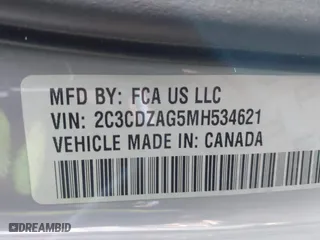 MFD BY: FCA US LLC
VIN: 2C3CDZAG5MH534621
VEHICLE MADE IN: CANADA
DREAMBID